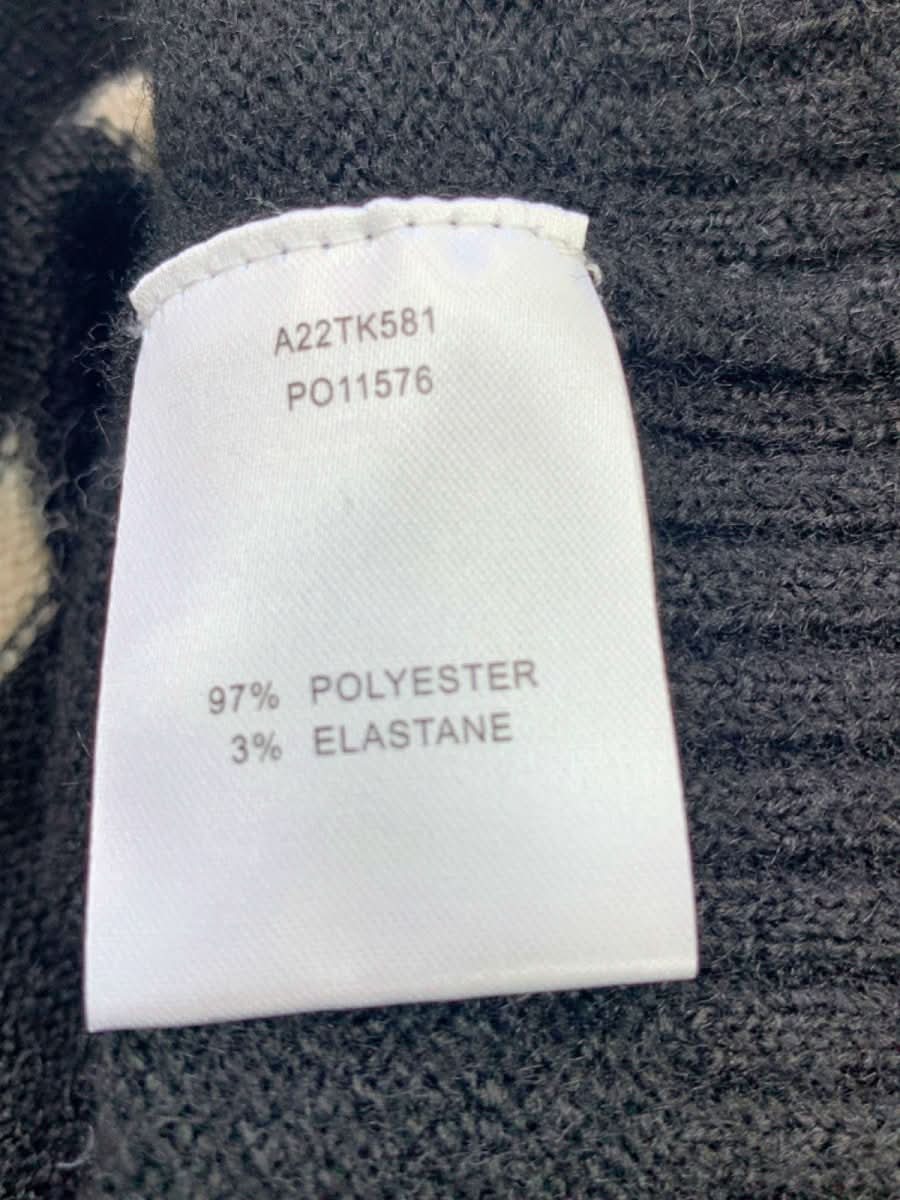 A22TK581
PO11576
97% POLYESTER
3% ELASTANE